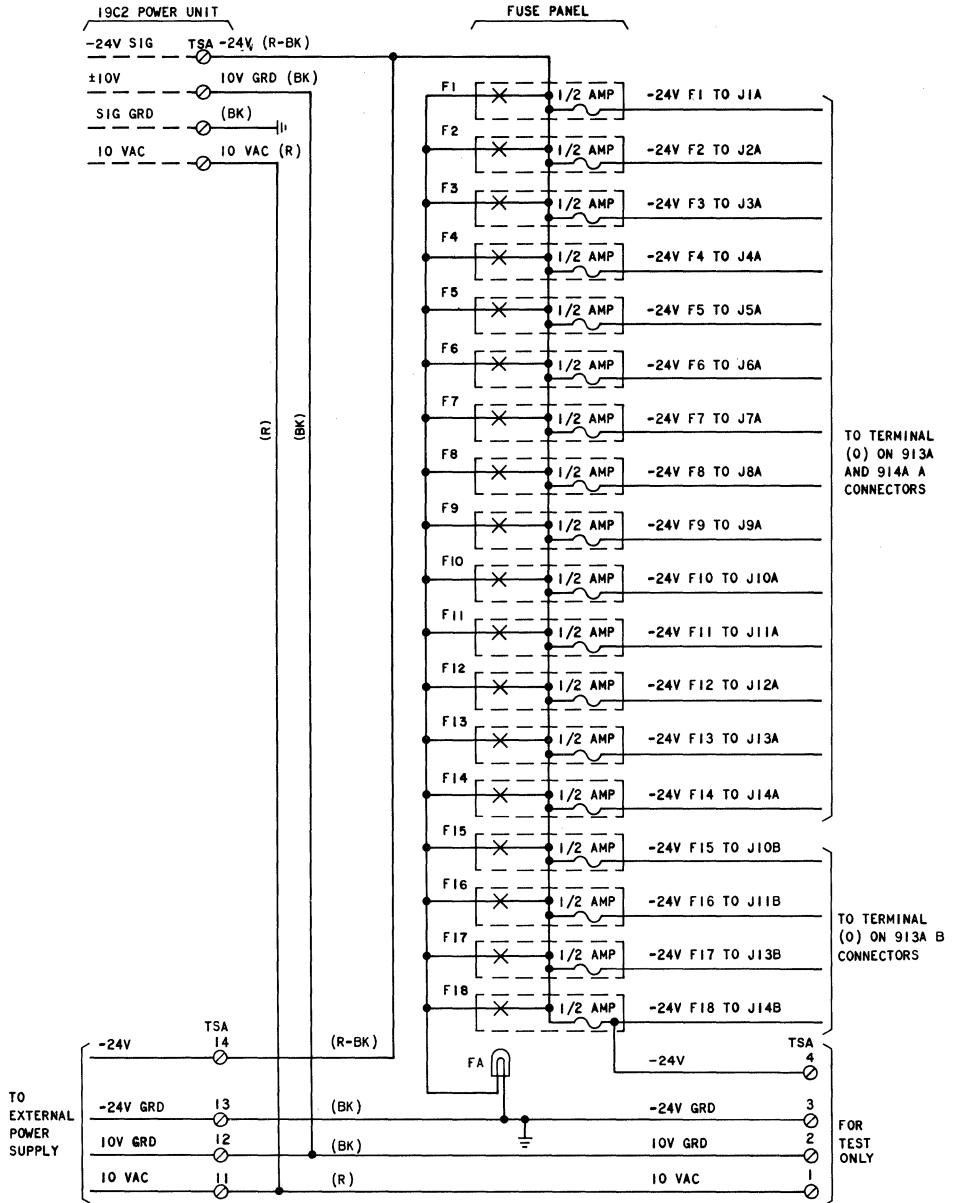 19C2 POWER UNIT
FUSE PANEL
-24V SIG TSA -24V (R-BK)
±10V 10V GRD (BK)
SIG GRD (BK)
10 VAC 10 VAC (R)
F1 1/2 AMP -24V F1 TO J1A
F2 1/2 AMP -24V F2 TO J2A
F3 1/2 AMP -24V F3 TO J3A
F4 1/2 AMP -24V F4 TO J4A
F5 1/2 AMP -24V F5 TO J5A
F6 1/2 AMP -24V F6 TO J6A
F7 1/2 AMP -24V F7 TO J7A
(R) (BK)
F8 1/2 AMP -24V F8 TO J8A
F9 1/2 AMP -24V F9 TO J9A
F10 1/2 AMP -24V F10 TO J10A
F11 1/2 AMP -24V F11 TO J11A
F12 1/2 AMP -24V F12 TO J12A
F13 1/2 AMP -24V F13 TO J13A
F14 1/2 AMP -24V F14 TO J14A
TO TERMINAL
(0) ON 913A
AND 914A A
CONNECTORS
F15 1/2 AMP -24V F15 TO J10B
F16 1/2 AMP -24V F16 TO J11B
F17 1/2 AMP -24V F17 TO J13B
F18 1/2 AMP -24V F18 TO J14B
TO TERMINAL
(0) ON 913A B
CONNECTORS
TO
EXTERNAL
POWER
SUPPLY
TSA
-24V 14 (R-BK)
FA
-24V
TSA
4
-24V GRD 13 (BK) -24V GRD 3
10V GRD 12 (BK) 10V GRD 2
10 VAC 11 (R) 10 VAC 1
FOR
TEST
ONLY